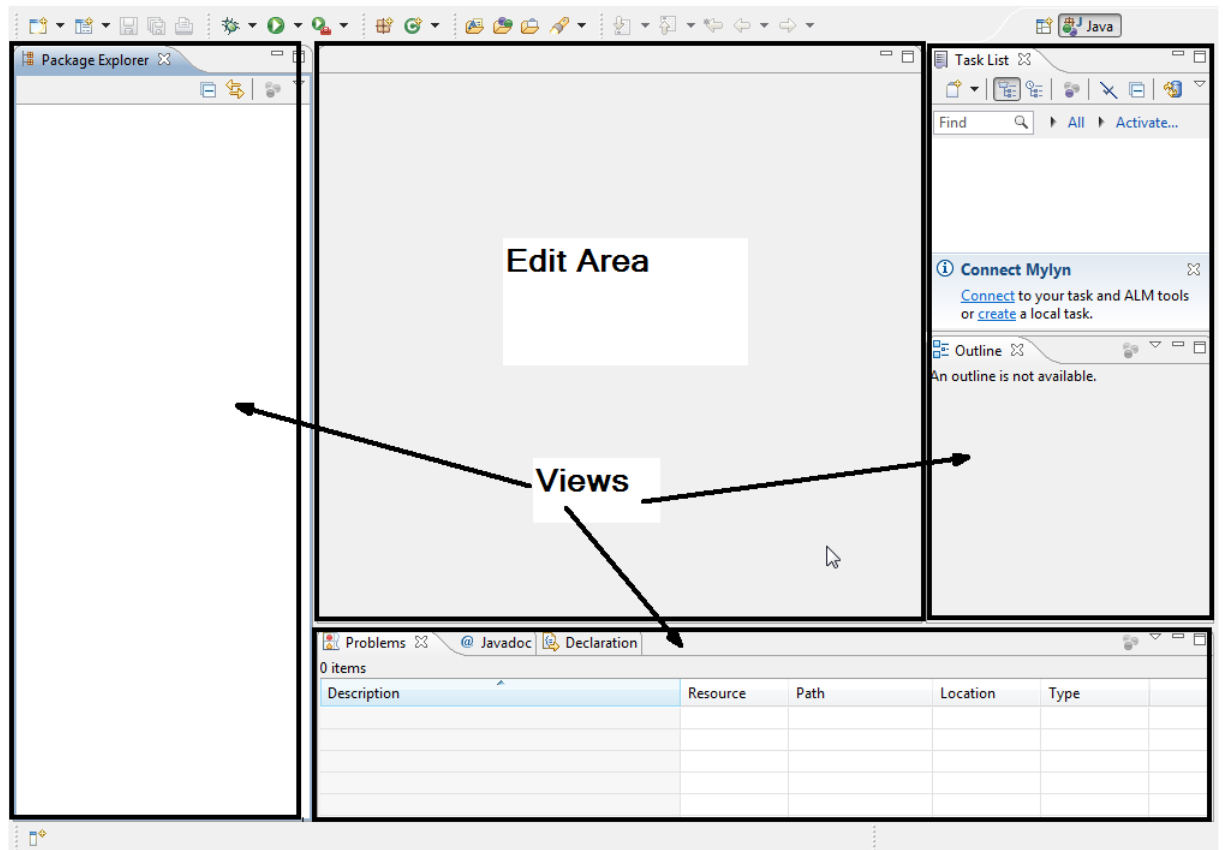 Java
Package Explorer
Task List
Find
All
Activate...
Edit Area
Connect Mylyn
Connect to your task and ALM tools
or create a local task.
Outline
An outline is not available.
Views
Problems
@ Javadoc
Declaration
0 items
Description
Resource
Path
Location
Type